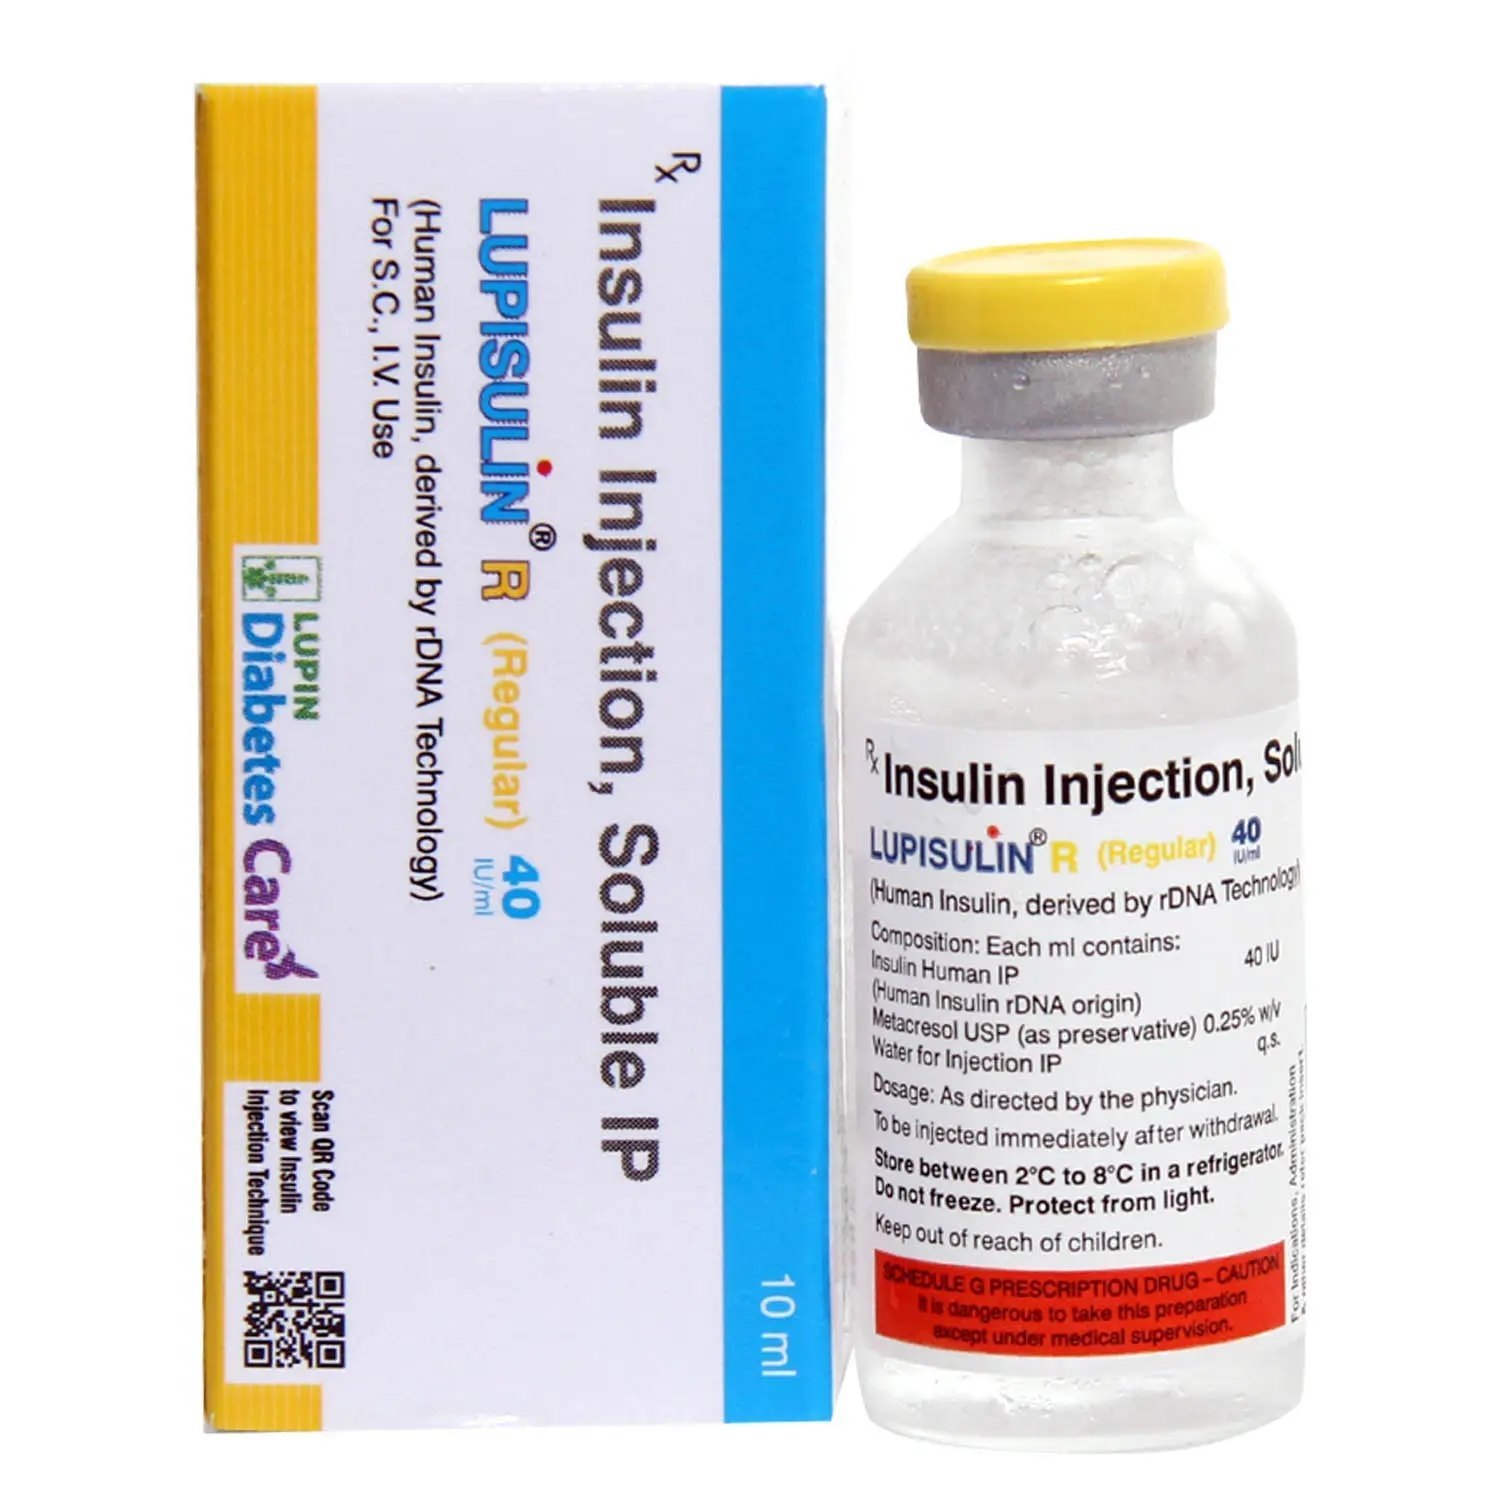 Rx
Insulin Injection, Soluble IP
LUPISULIN® R (Regular) 40
IU/ml
(Human Insulin, derived by rDNA Technology)
For S.C., I.V. Use
LUPIN
Diabetes Care
Scan QR Code
to view Insulin
Injection Technique
10 ml
Rx Insulin Injection, Solu
LUPISULIN® R (Regular) 40
IU/ml
(Human Insulin, derived by rDNA Technology)
Composition: Each ml contains:
Insulin Human IP 40 IU
(Human Insulin rDNA origin)
Metacresol USP (as preservative) 0.25% w/v
Water for Injection IP q.s.
Dosage: As directed by the physician.
To be injected immediately after withdrawal.
Store between 2°C to 8°C in a refrigerator.
Do not freeze. Protect from light.
Keep out of reach of children.
SCHEDULE G PRESCRIPTION DRUG – CAUTION
It is dangerous to take this preparation
except under medical supervision.
For Indications, Administration
& other details refer pack insert.